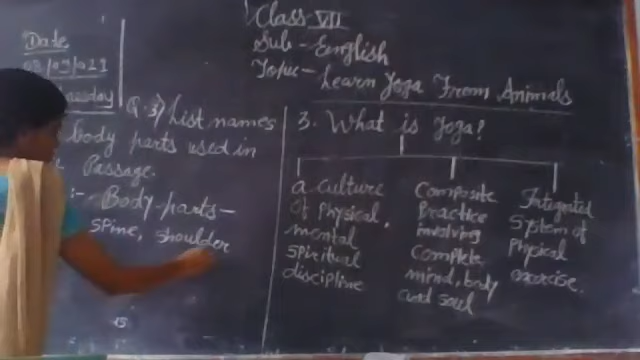 Class VII
Sub - English
Topic - Learn Yoga From Animals
Date
Q. 3) List names
body parts used in
Passage.
:- Body parts -
spine, shoulder
3. What is Yoga?
a culture
of Physical,
mental
spiritual
discipline
Composite
Practice
involving
Complete
mind, body
and soul
Integrated
System of
Physical
exercise.